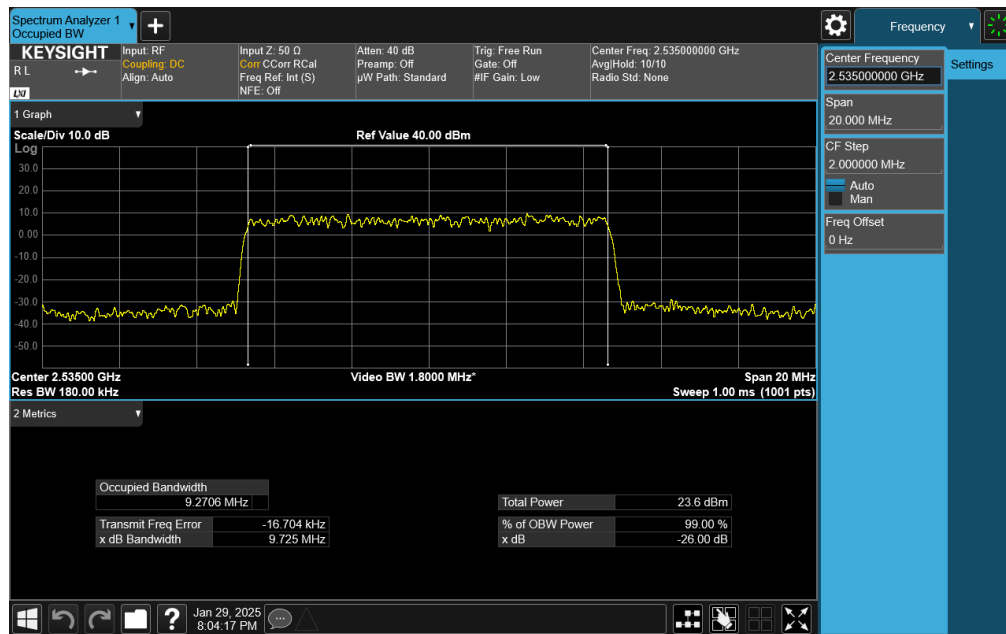 Spectrum Analyzer 1
Occupied BW
+
Frequency
KEYSIGHT
R L
LXI
Input: RF
Coupling: DC
Align: Auto
Input Z: 50 Ω
Corr CCorr RCal
Freq Ref: Int (S)
NFE: Off
Atten: 40 dB
Preamp: Off
µW Path: Standard
Trig: Free Run
Gate: Off
#IF Gain: Low
Center Freq: 2.535000000 GHz
Avg|Hold: 10/10
Radio Std: None
Center Frequency
2.535000000 GHz
Settings
Span
20.000 MHz
CF Step
2.000000 MHz
Auto
Man
Freq Offset
0 Hz
1 Graph
Scale/Div 10.0 dB
Ref Value 40.00 dBm
Log
30.0
20.0
10.0
0.00
-10.0
-20.0
-30.0
-40.0
-50.0
Center 2.53500 GHz
Video BW 1.8000 MHz*
Span 20 MHz
Res BW 180.00 kHz
Sweep 1.00 ms (1001 pts)
2 Metrics
Occupied Bandwidth
9.2706 MHz
Total Power 23.6 dBm
Transmit Freq Error -16.704 kHz
% of OBW Power 99.00 %
x dB Bandwidth 9.725 MHz
x dB -26.00 dB
?
Jan 29, 2025
8:04:17 PM